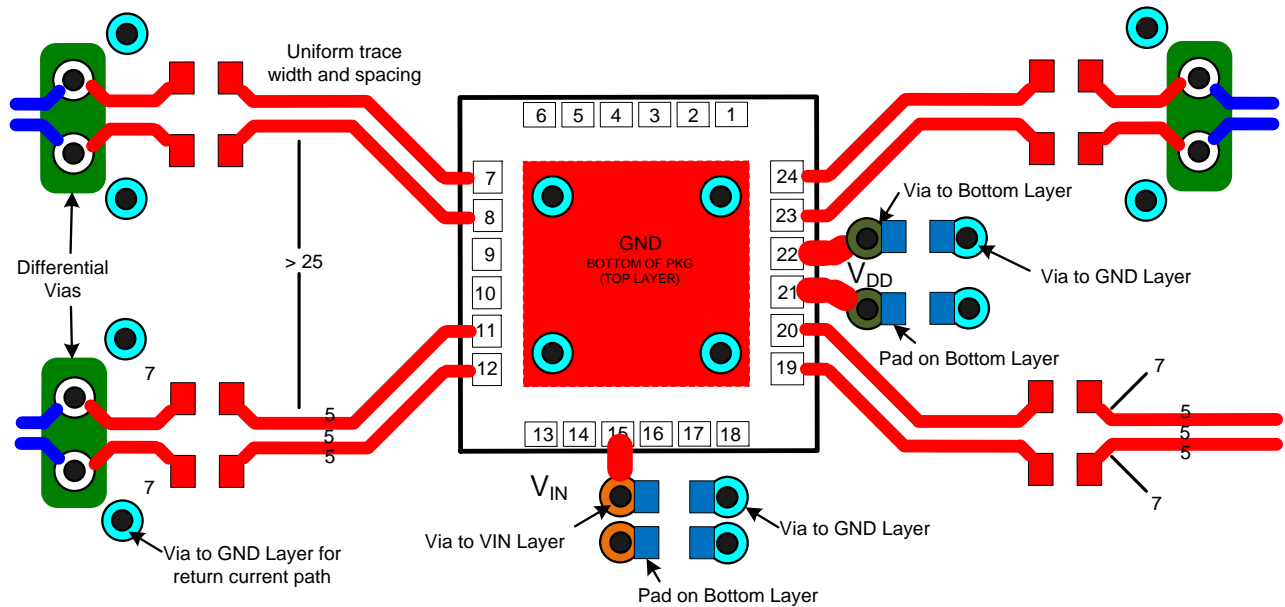 Uniform trace
width and spacing
6 5 4 3 2 1
7
8
9
10
11
12
24
23
22
21
20
19
13 14 15 16 17 18
GND
BOTTOM OF PKG
(TOP LAYER)
Via to Bottom Layer
VDD
Via to GND Layer
Pad on Bottom Layer
> 25
Differential
Vias
7
5
5
5
7
7
5
5
5
7
VIN
Via to VIN Layer
Via to GND Layer
Pad on Bottom Layer
Via to GND Layer for
return current path